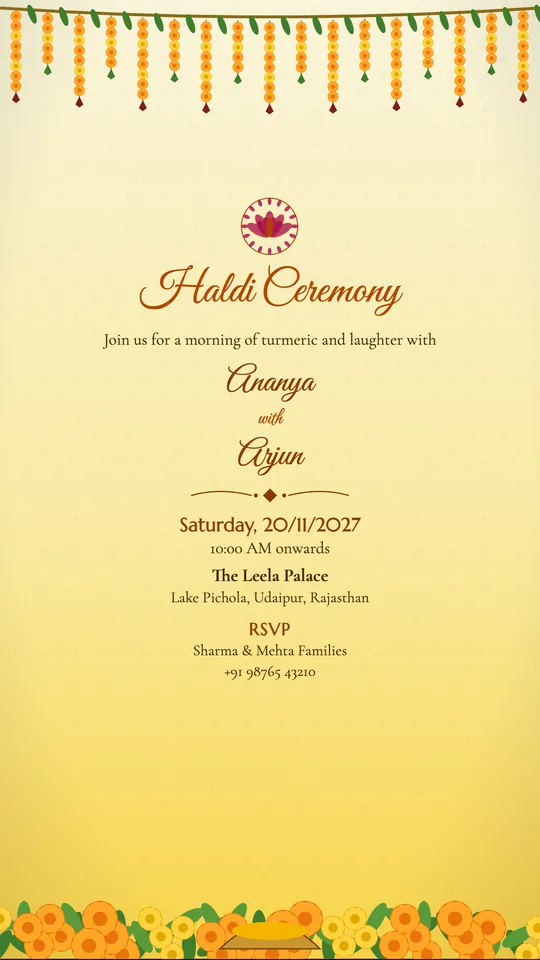 Haldi Ceremony
Join us for a morning of turmeric and laughter with
Ananya
with
Arjun
Saturday, 20/11/2027
10:00 AM onwards
The Leela Palace
Lake Pichola, Udaipur, Rajasthan
RSVP
Sharma & Mehta Families
+91 98765 43210